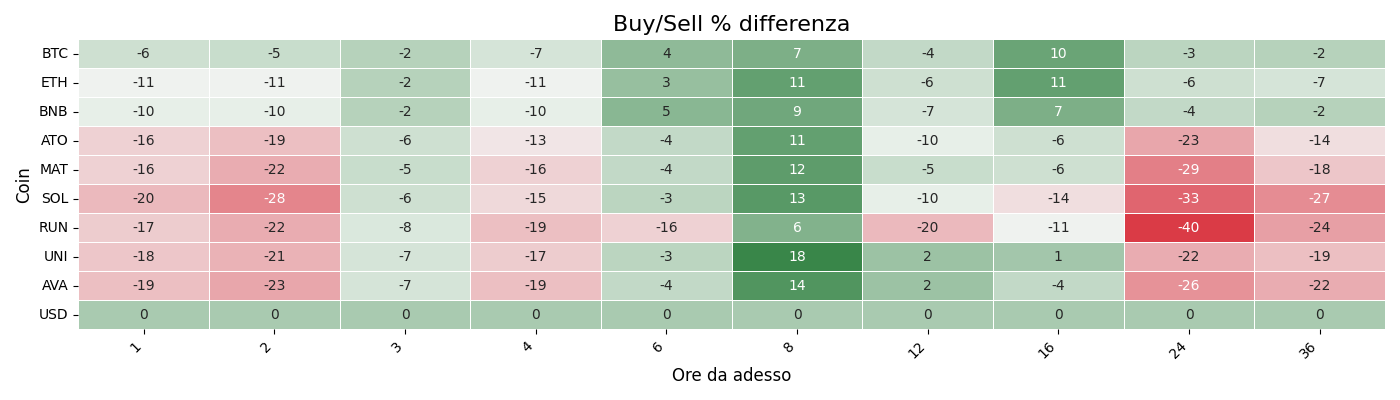 Buy/Sell % differenza
Coin
BTC -6 -5 -2 -7 4 7 -4 10 -3 -2
ETH -11 -11 -2 -11 3 11 -6 11 -6 -7
BNB -10 -10 -2 -10 5 9 -7 7 -4 -2
ATO -16 -19 -6 -13 -4 11 -10 -6 -23 -14
MAT -16 -22 -5 -16 -4 12 -5 -6 -29 -18
SOL -20 -28 -6 -15 -3 13 -10 -14 -33 -27
RUN -17 -22 -8 -19 -16 6 -20 -11 -40 -24
UNI -18 -21 -7 -17 -3 18 2 1 -22 -19
AVA -19 -23 -7 -19 -4 14 2 -4 -26 -22
USD 0 0 0 0 0 0 0 0 0 0
1 2 3 4 6 8 12 16 24 36
Ore da adesso